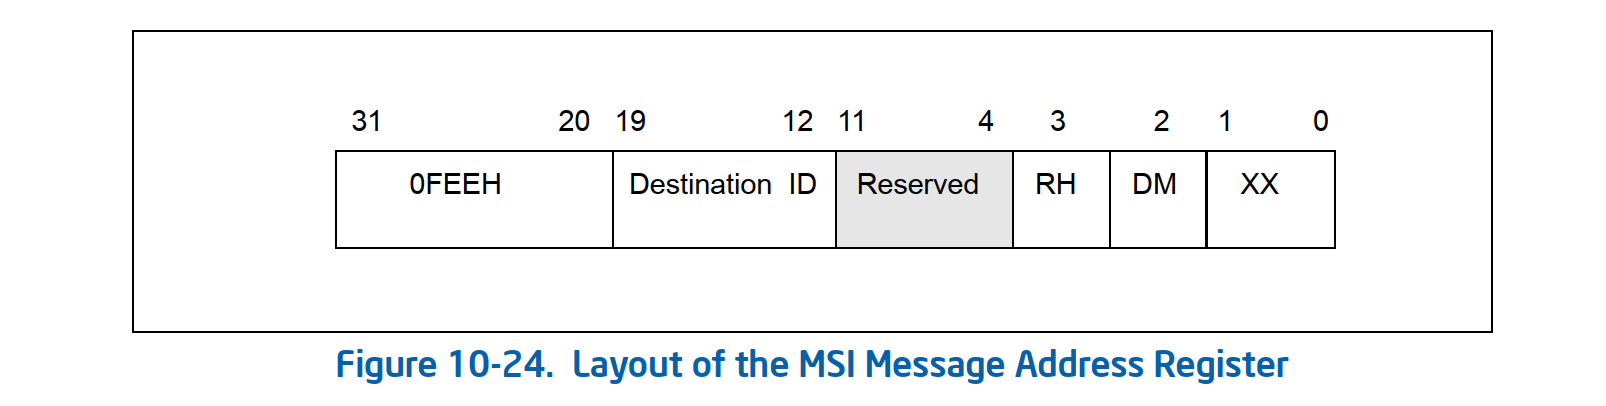 31 20 19 12 11 4 3 2 1 0
0FEEH Destination ID Reserved RH DM XX
Figure 10-24. Layout of the MSI Message Address Register